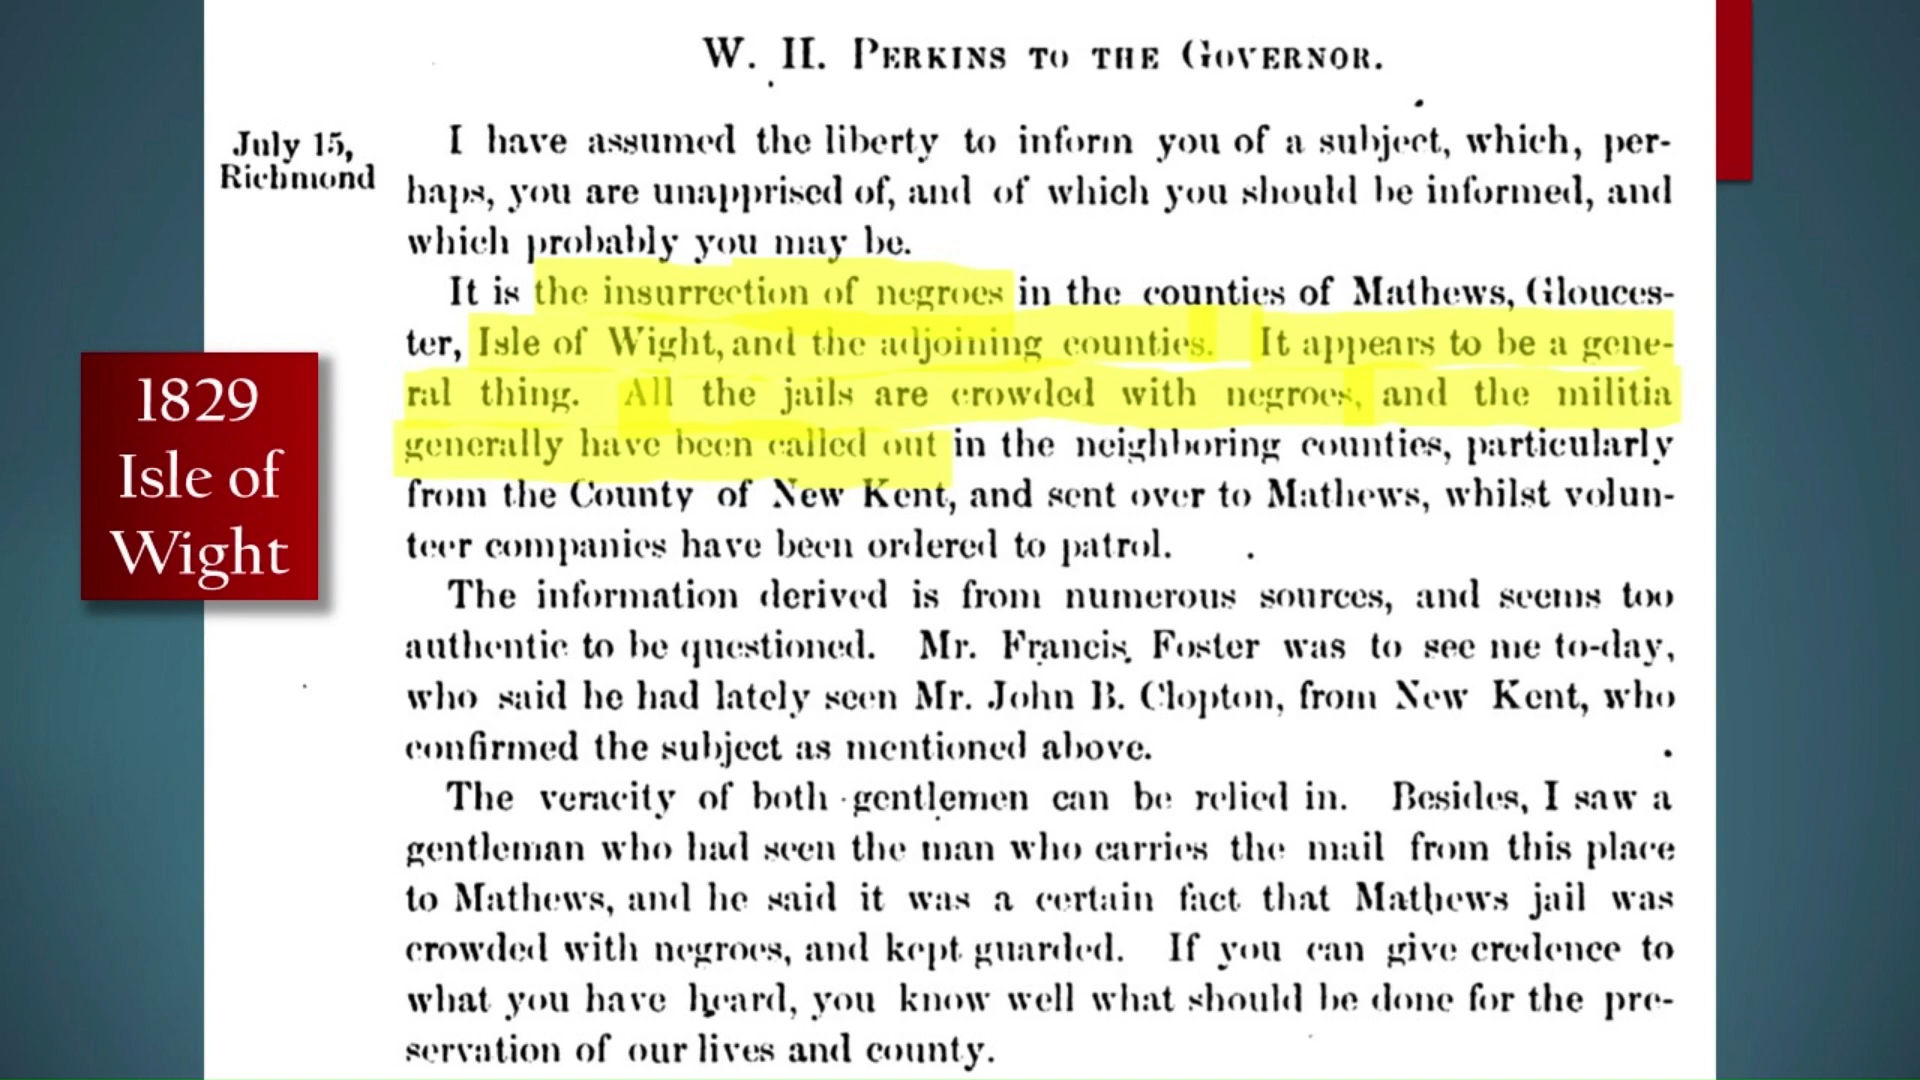 W. H. PERKINS TO THE GOVERNOR.
July 15,
Richmond
I have assumed the liberty to inform you of a subject, which, per-
haps, you are unapprised of, and of which you should be informed, and
which probably you may be.
It is the insurrection of negroes in the counties of Mathews, Glouces-
ter, Isle of Wight, and the adjoining counties. It appears to be a gene-
ral thing. All the jails are crowded with negroes, and the militia
generally have been called out in the neighboring counties, particularly
from the County of New Kent, and sent over to Mathews, whilst volun-
teer companies have been ordered to patrol.
The information derived is from numerous sources, and seems too
authentic to be questioned. Mr. Francis Foster was to see me to-day,
who said he had lately seen Mr. John B. Clopton, from New Kent, who
confirmed the subject as mentioned above.
The veracity of both gentlemen can be relied in. Besides, I saw a
gentleman who had seen the man who carries the mail from this place
to Mathews, and he said it was a certain fact that Mathews jail was
crowded with negroes, and kept guarded. If you can give credence to
what you have heard, you know well what should be done for the pre-
servation of our lives and county.
1829
Isle of
Wight